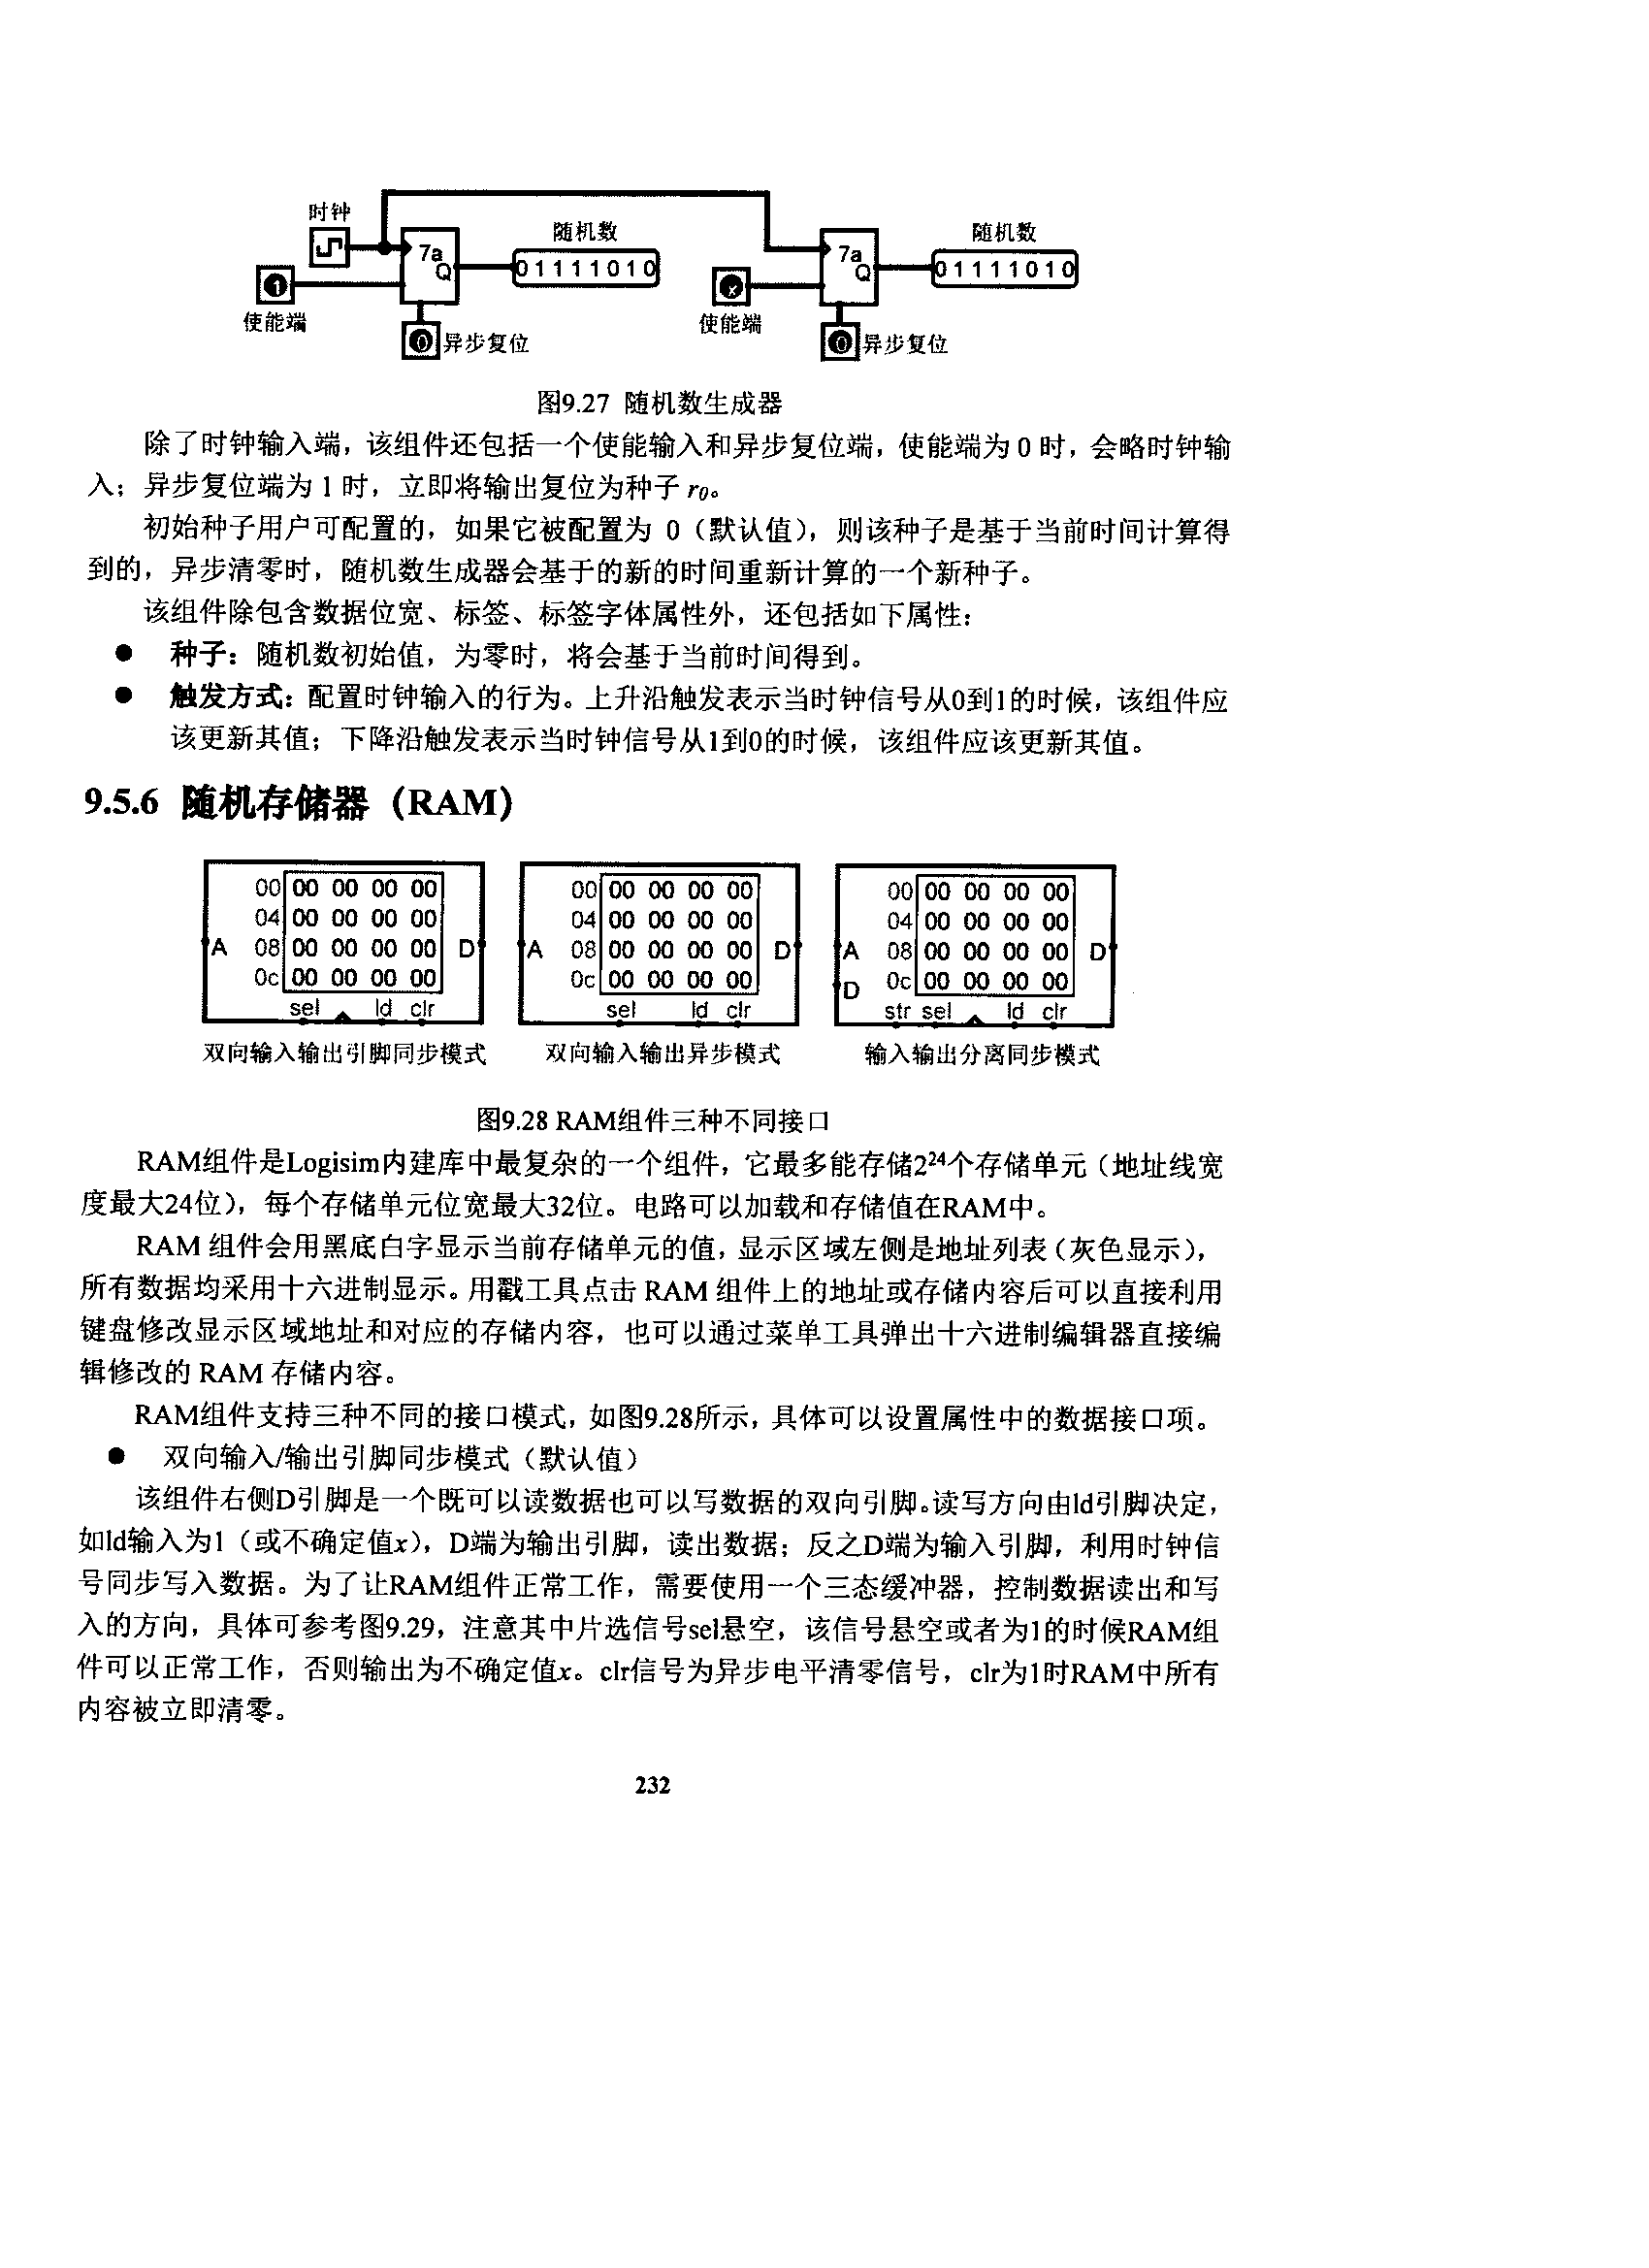 时钟
随机数
随机数
7a
Q
01111010
7a
Q
01111010
1
x
使能端
使能端
0
异步复位
0
异步复位
图9.27 随机数生成器
除了时钟输入端，该组件还包括一个使能输入和异步复位端，使能端为 0 时，会略时钟输
入；异步复位端为 1 时，立即将输出复位为种子 r0。
初始种子用户可配置的，如果它被配置为 0（默认值），则该种子是基于当前时间计算得
到的，异步清零时，随机数生成器会基于的新的时间重新计算的一个新种子。
该组件除包含数据位宽、标签、标签字体属性外，还包括如下属性：
● 种子：随机数初始值，为零时，将会基于当前时间得到。
● 触发方式：配置时钟输入的行为。上升沿触发表示当时钟信号从0到1的时候，该组件应
该更新其值；下降沿触发表示当时钟信号从1到0的时候，该组件应该更新其值。
9.5.6 随机存储器（RAM）
00 00 00 00 00
04 00 00 00 00
A 08 00 00 00 00 D
0c 00 00 00 00
sel ld clr
双向输入输出引脚同步模式
00 00 00 00 00
04 00 00 00 00
A 08 00 00 00 00 D
0c 00 00 00 00
sel ld clr
双向输入输出异步模式
00 00 00 00 00
04 00 00 00 00
A 08 00 00 00 00 D
D 0c 00 00 00 00
str sel ld clr
输入输出分离同步模式
图9.28 RAM组件三种不同接口
RAM组件是Logisim内建库中最复杂的一个组件，它最多能存储2²⁴个存储单元（地址线宽
度最大24位），每个存储单元位宽最大32位。电路可以加载和存储值在RAM中。
RAM 组件会用黑底白字显示当前存储单元的值，显示区域左侧是地址列表（灰色显示），
所有数据均采用十六进制显示。用戳工具点击 RAM 组件上的地址或存储内容后可以直接利用
键盘修改显示区域地址和对应的存储内容，也可以通过菜单工具弹出十六进制编辑器直接编
辑修改的 RAM 存储内容。
RAM组件支持三种不同的接口模式，如图9.28所示，具体可以设置属性中的数据接口项。
● 双向输入/输出引脚同步模式（默认值）
该组件右侧D引脚是一个既可以读数据也可以写数据的双向引脚。读写方向由ld引脚决定，
如ld输入为1（或不确定值x），D端为输出引脚，读出数据；反之D端为输入引脚，利用时钟信
号同步写入数据。为了让RAM组件正常工作，需要使用一个三态缓冲器，控制数据读出和写
入的方向，具体可参考图9.29，注意其中片选信号sel悬空，该信号悬空或者为1的时候RAM组
件可以正常工作，否则输出为不确定值x。clr信号为异步电平清零信号，clr为1时RAM中所有
内容被立即清零。
232